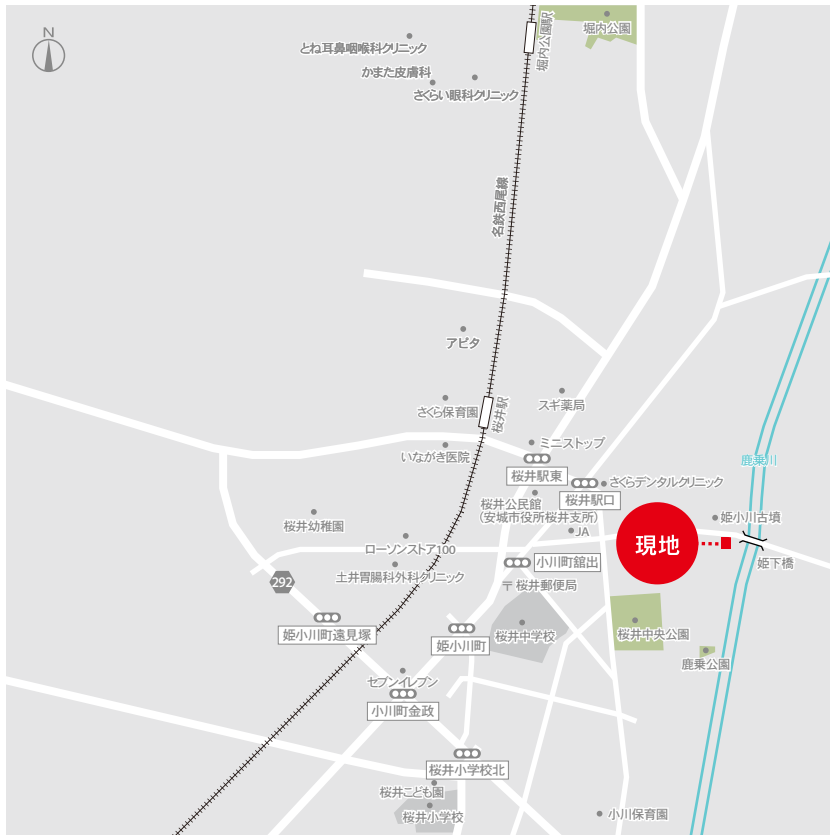 N
堀内公園
とね耳鼻咽喉科クリニック
堀内公園駅
かまた皮膚科
さくらい眼科クリニック
名鉄西尾線
アピタ
さくら保育園
桜井駅
スギ薬局
ミニストップ
いながき医院
鹿乗川
桜井駅東
さくらデンタルクリニック
桜井駅口
桜井公民館
(安城市役所桜井支所)
姫小川古墳
桜井幼稚園
JA
現地
ローソンストア100
小川町舘出
姫下橋
土井胃腸科外科クリニック
292
〒桜井郵便局
姫小川町遠見塚
姫小川町
桜井中学校
桜井中央公園
鹿乗公園
セブンイレブン
小川町金政
桜井小学校北
桜井こども園
桜井小学校
小川保育園